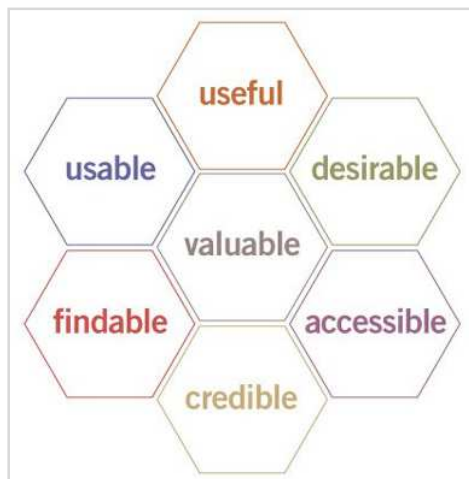 useful
usable
desirable
valuable
findable
accessible
credible